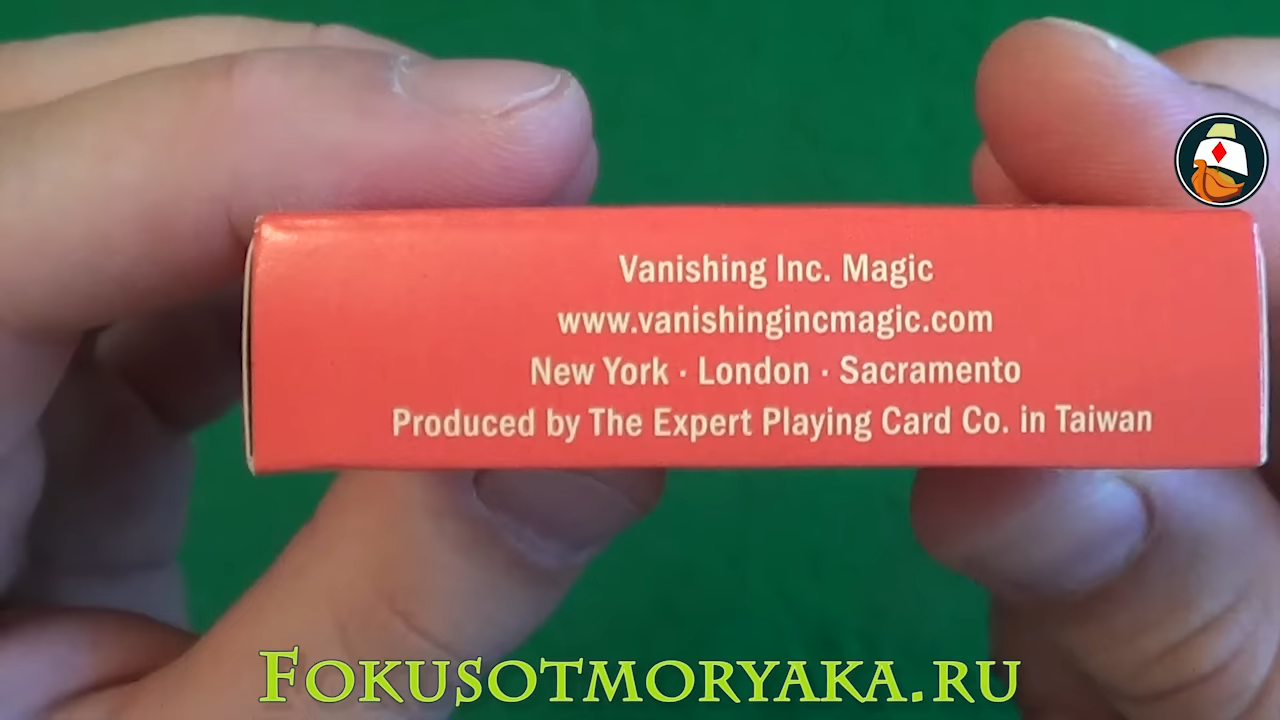 Vanishing Inc. Magic
www.vanishingincmagic.com
New York · London · Sacramento
Produced by The Expert Playing Card Co. in Taiwan
FOKUSOTMORYAKA.RU